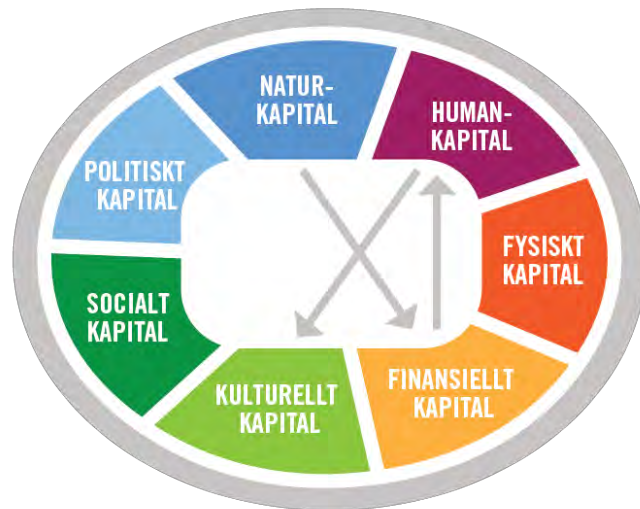 NATUR-
KAPITAL
HUMAN-
KAPITAL
FYSISKT
KAPITAL
FINANSIELLT
KAPITAL
KULTURELLT
KAPITAL
SOCIALT
KAPITAL
POLITISKT
KAPITAL